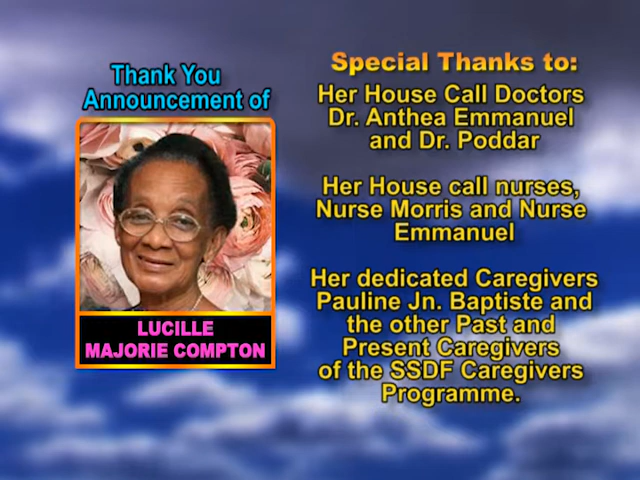 Thank You
Announcement of
LUCILLE
MAJORIE COMPTON
Special Thanks to:
Her House Call Doctors
Dr. Anthea Emmanuel
and Dr. Poddar
Her House call nurses,
Nurse Morris and Nurse
Emmanuel
Her dedicated Caregivers
Pauline Jn. Baptiste and
the other Past and
Present Caregivers
of the SSDF Caregivers
Programme.